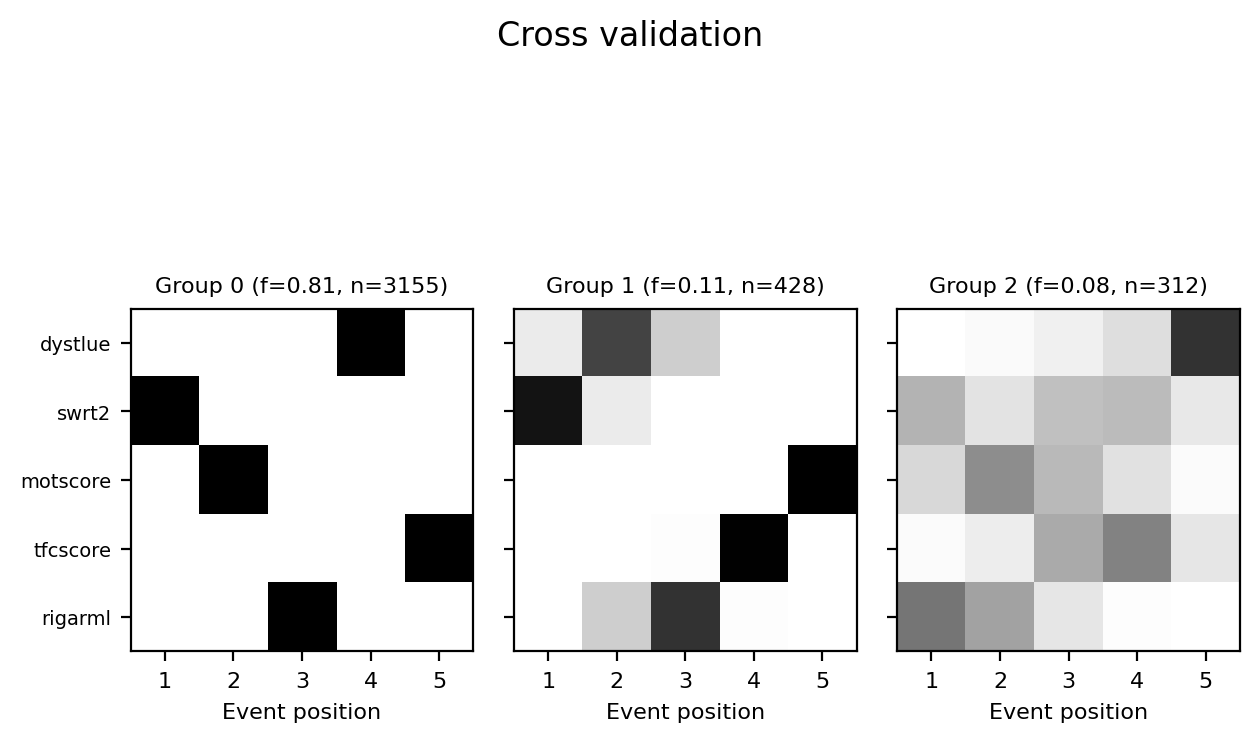 Cross validation
Group 0 (f=0.81, n=3155)
Group 1 (f=0.11, n=428)
Group 2 (f=0.08, n=312)
dystlue
swrt2
motscore
tfcscore
rigarml
1 2 3 4 5
1 2 3 4 5
1 2 3 4 5
Event position
Event position
Event position